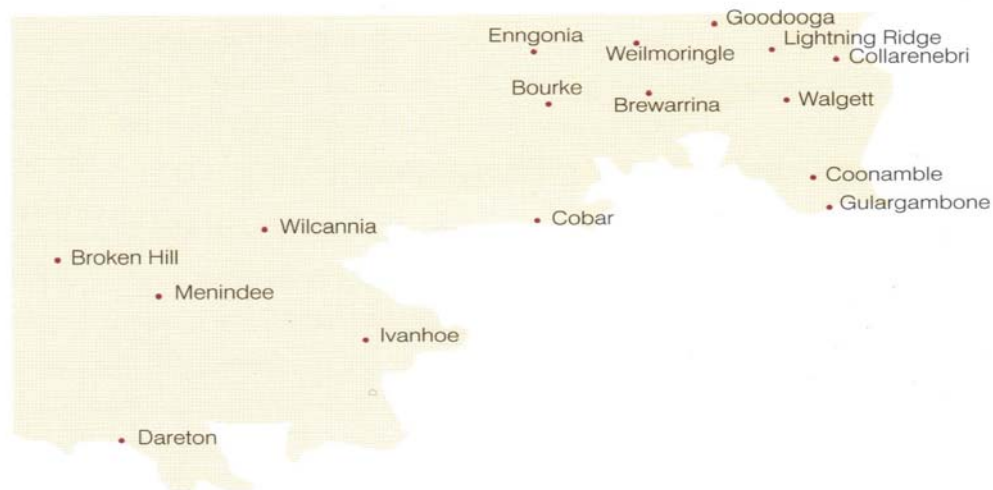 Goodooga
Enngonia
Lightning Ridge
Weilmoringle
Collarenebri
Bourke
Brewarrina
Walgett
Coonamble
Gulargambone
Cobar
Wilcannia
Broken Hill
Menindee
Ivanhoe
Dareton